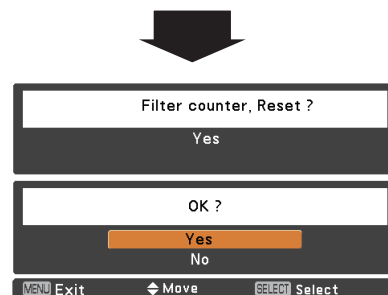 Filter counter, Reset ?
Yes
OK ?
Yes
No
MENU Exit Move SELECT Select